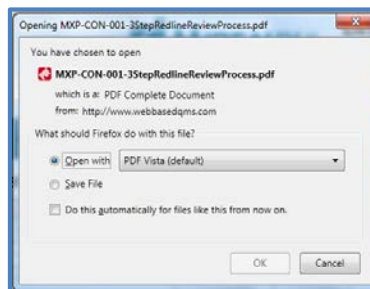 Opening MXP-CON-001-3StepRedlineReviewProcess.pdf
You have chosen to open
MXP-CON-001-3StepRedlineReviewProcess.pdf
which is a: PDF Complete Document
from: http://www.webbasedqms.com
What should Firefox do with this file?
Open with PDF Vista (default)
Save File
Do this automatically for files like this from now on.
OK Cancel